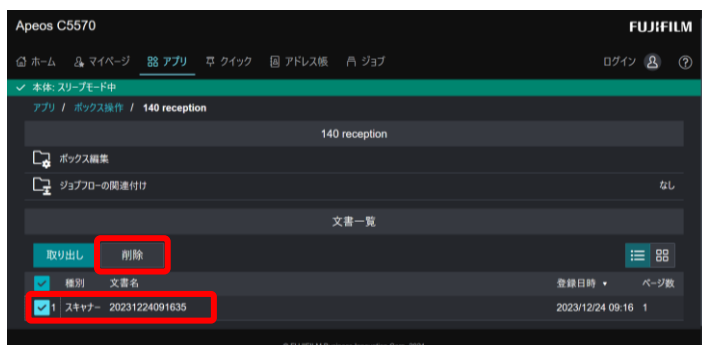 Apeos C5570 FUJIFILM
ホーム マイページ アプリ クイック アドレス帳 ジョブ ログイン
本体: スリープモード中
アプリ / ボックス操作 / 140 reception
140 reception
ボックス編集
ジョブフローの関連付け なし
文書一覧
取り出し 削除
種別 文書名 登録日時 ▾ ページ数
1 スキャナー 20231224091635 2023/12/24 09:16 1